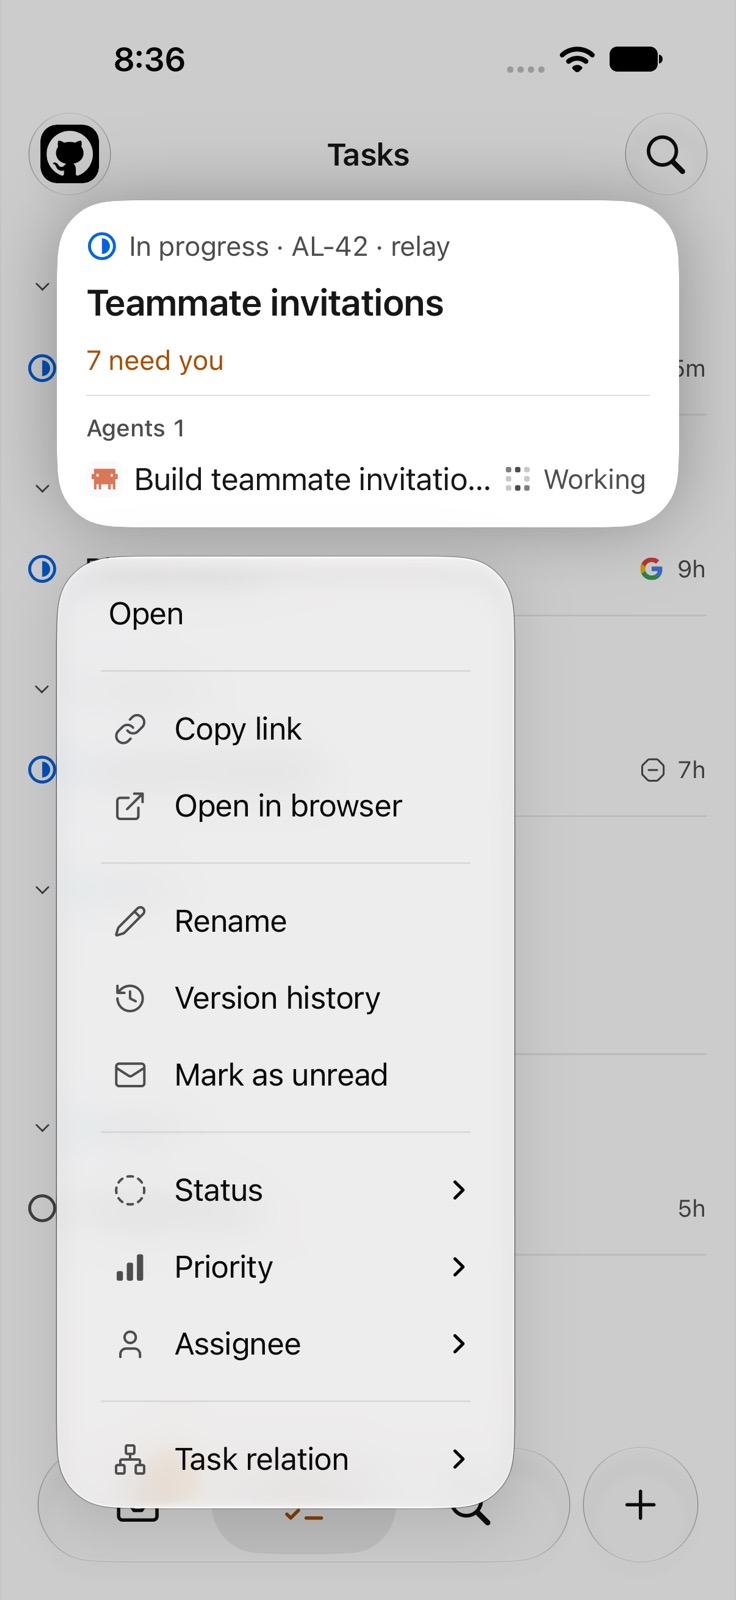 8:36
Tasks
In progress · AL-42 · relay
Teammate invitations
7 need you
Agents 1
Build teammate invitatio... Working
9h
Open
Copy link
7h
Open in browser
Rename
Version history
Mark as unread
Status
5h
Priority
Assignee
Task relation